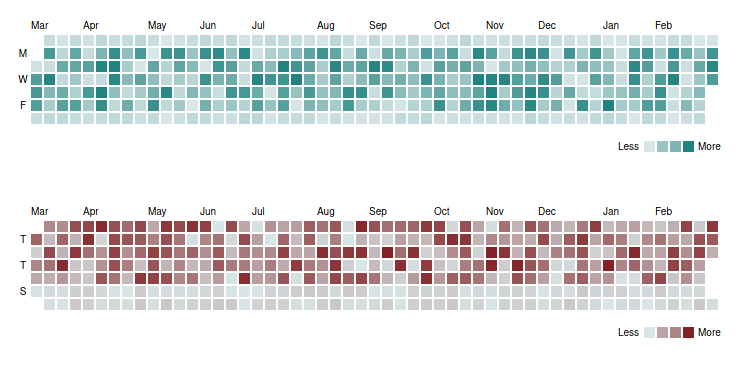 Mar Apr May Jun Jul Aug Sep Oct Nov Dec Jan Feb
M
W
F
Less More
Mar Apr May Jun Jul Aug Sep Oct Nov Dec Jan Feb
T
T
S
Less More